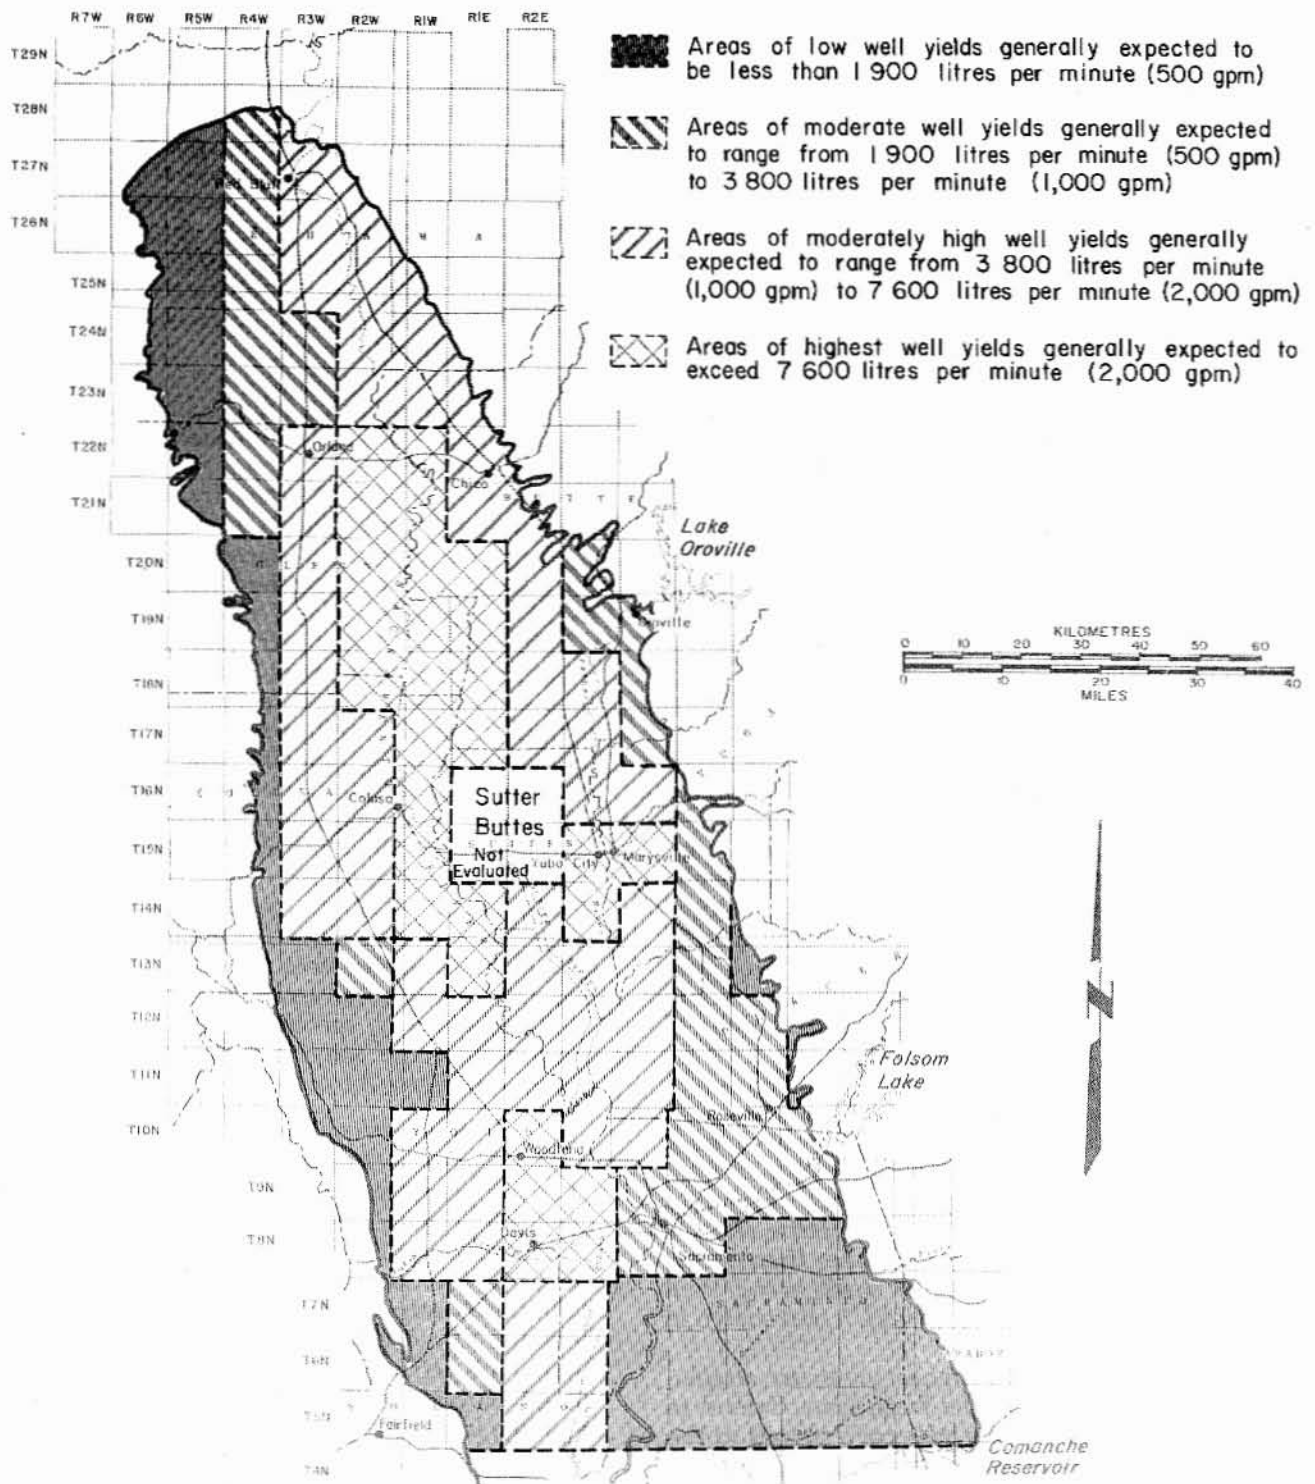 R7W R6W R5W R4W R3W R2W R1W R1E R2E
T29N
T28N
T27N
T26N
T25N
T24N
T23N
T22N
T21N
T20N
T19N
T18N
T17N
T16N
T15N
T14N
T13N
T12N
T11N
T10N
T9N
T8N
T7N
T6N
T5N
T4N
Areas of low well yields generally expected to
be less than 1 900 litres per minute (500 gpm)
Areas of moderate well yields generally expected
to range from 1 900 litres per minute (500 gpm)
to 3 800 litres per minute (1,000 gpm)
Areas of moderately high well yields generally
expected to range from 3 800 litres per minute
(1,000 gpm) to 7 600 litres per minute (2,000 gpm)
Areas of highest well yields generally expected to
exceed 7 600 litres per minute (2,000 gpm)
Red Bluff
Orland
Chico
Lake
Oroville
Oroville
KILOMETRES
0 10 20 30 40 50 60
0 10 20 30 40
MILES
Colusa
Sutter
Buttes
Not
Evaluated
Yuba City
Marysville
N
Folsom
Lake
Roseville
Woodland
Davis
Sacramento
SACRAMENTO
Fairfield
Comanche
Reservoir